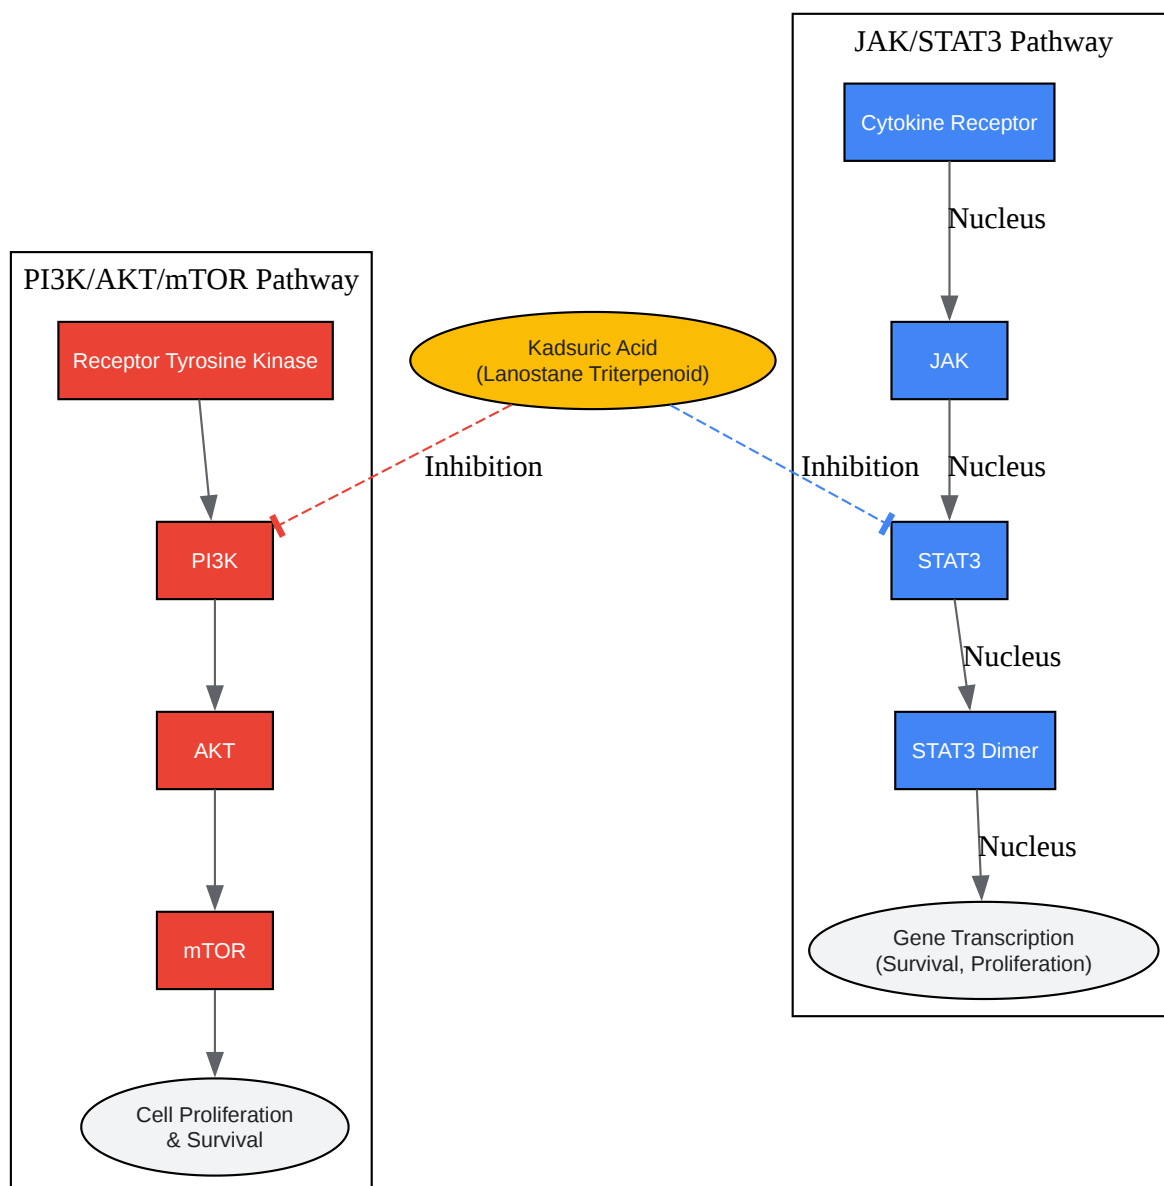 JAK/STAT3 Pathway
Cytokine Receptor
Nucleus
PI3K/AKT/mTOR Pathway
Receptor Tyrosine Kinase
Kadsuric Acid
(Lanostane Triterpenoid)
JAK
Inhibition
Inhibition
Nucleus
PI3K
STAT3
Nucleus
AKT
STAT3 Dimer
Nucleus
mTOR
Gene Transcription
(Survival, Proliferation)
Cell Proliferation
& Survival